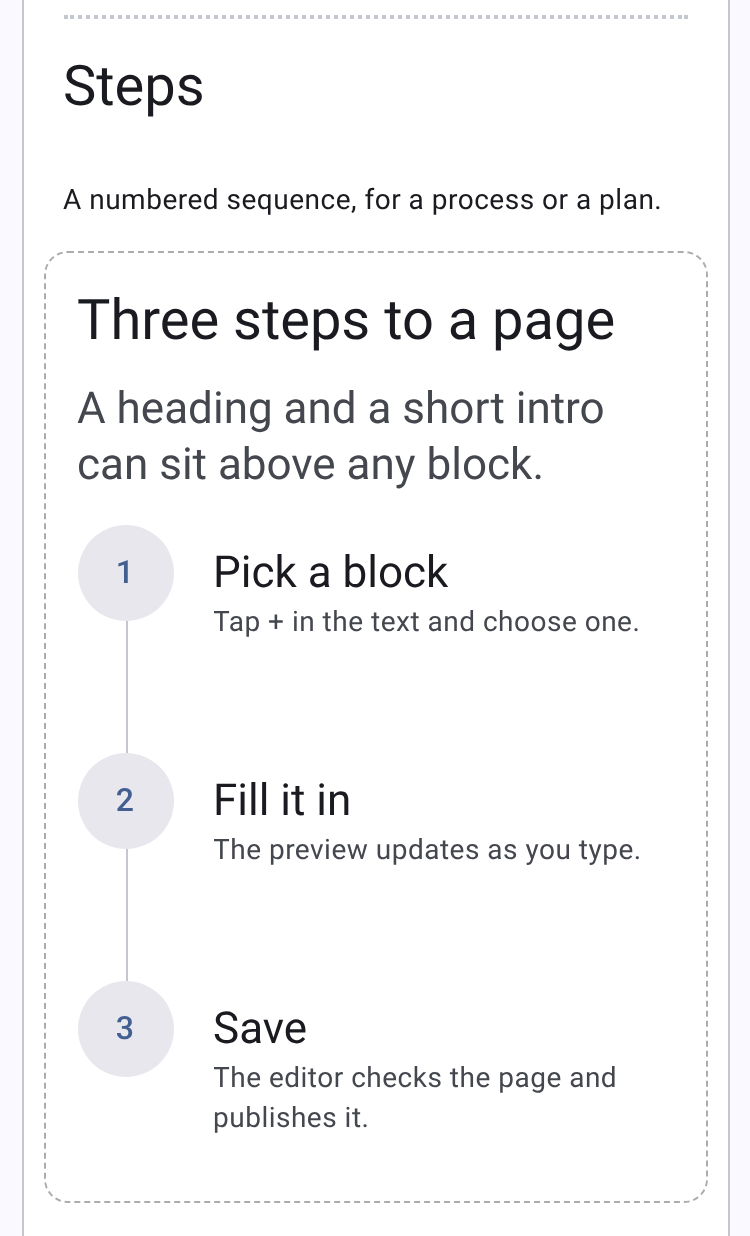 Steps
A numbered sequence, for a process or a plan.
Three steps to a page
A heading and a short intro
can sit above any block.
1
Pick a block
Tap + in the text and choose one.
2
Fill it in
The preview updates as you type.
3
Save
The editor checks the page and
publishes it.